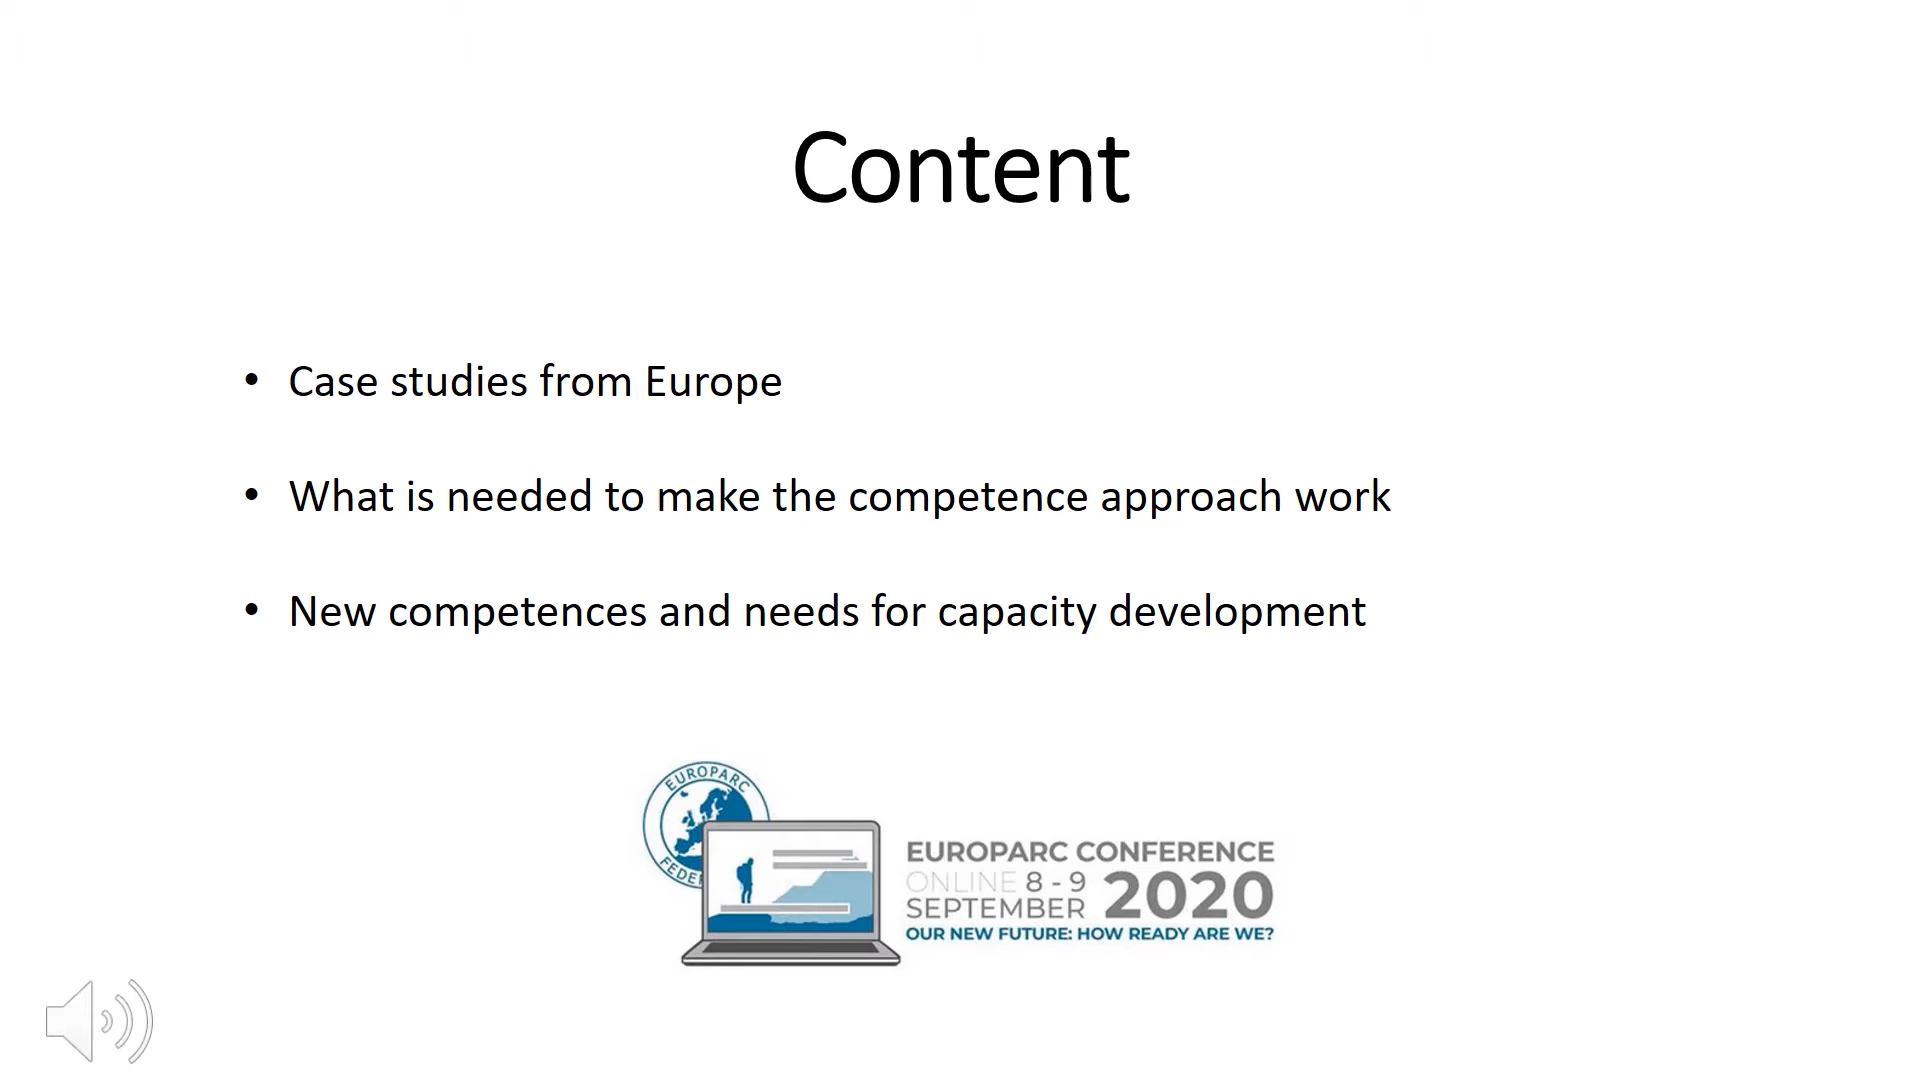 Content
• Case studies from Europe
• What is needed to make the competence approach work
• New competences and needs for capacity development
EUROPARC
EUROPARC CONFERENCE
ONLINE 8 - 9
SEPTEMBER 2020
OUR NEW FUTURE: HOW READY ARE WE?